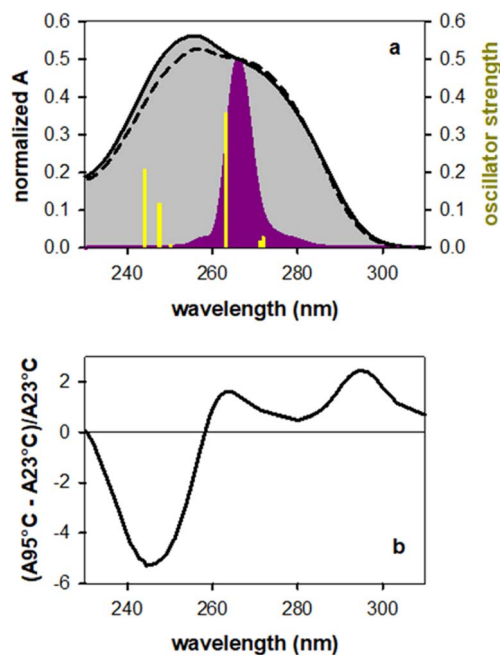 a
0.6
0.5
0.4
0.3
0.2
0.1
0.0
normalized A
0.6
0.5
0.4
0.3
0.2
0.1
0.0
oscillator strength
240 260 280 300
wavelength (nm)
b
2
0
-2
-4
-6
(A95°C - A23°C)/A23°C
240 260 280 300
wavelength (nm)